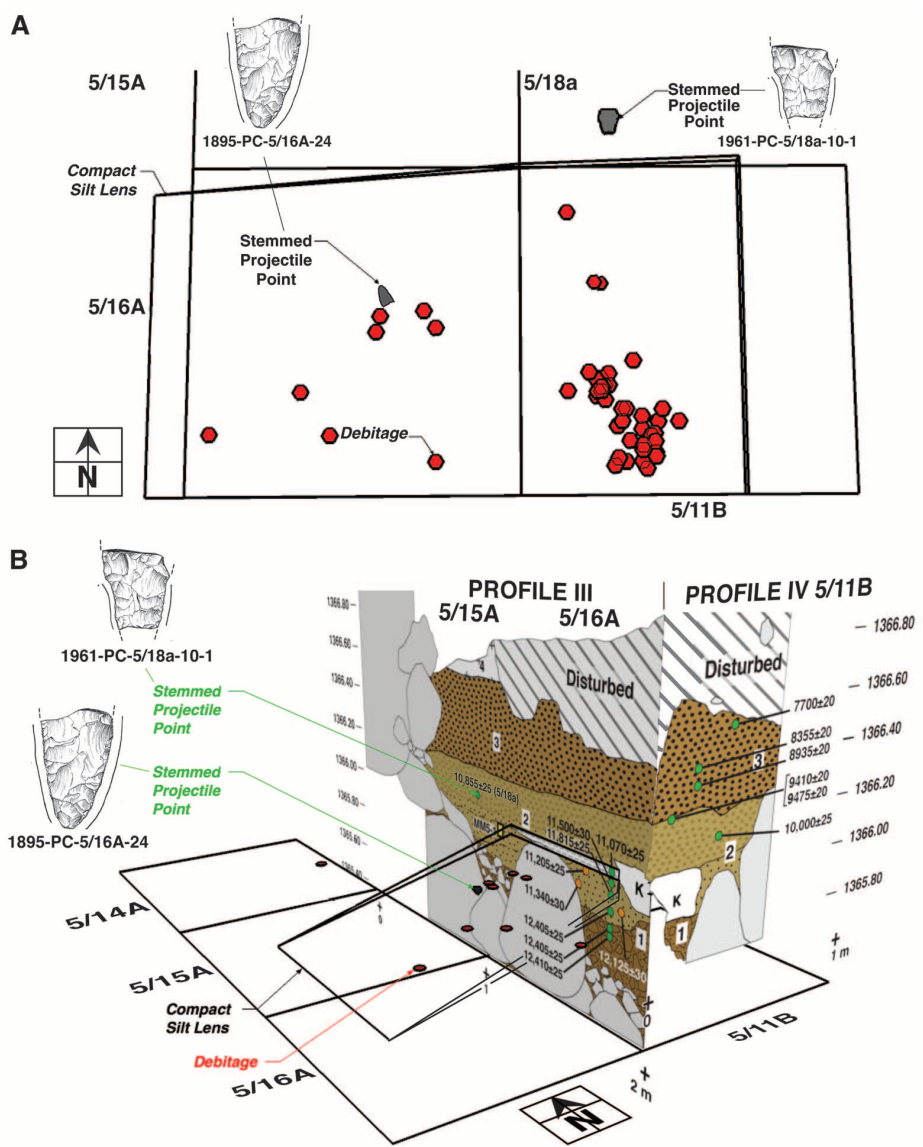 A
5/15A
5/18a
Stemmed
Projectile
Point
1895-PC-5/16A-24
1961-PC-5/18a-10-1
Compact
Silt Lens
Stemmed
Projectile
Point
5/16A
Debitage
N
5/11B
B
PROFILE III
5/15A 5/16A
PROFILE IV 5/11B
1366.80
1366.60
1366.40
1366.20
1366.00
1365.80
1365.60
1365.40
1366.80
1366.60
1366.40
1366.20
1366.00
1365.80
1961-PC-5/18a-10-1
Stemmed
Projectile
Point
Stemmed
Projectile
Point
1895-PC-5/16A-24
4
Disturbed
Disturbed
7700±20
8355±20
8935±20
3
3
9410±20
9475±20
10,855±25 (5/18a)
10,000±25
2
2
11,500±30
11,815±25
11,070±25
11,205±25
11,340±30
K
K
12,405±25
12,405±25
12,410±25
12,125±30
1
1
0
1
0
1 m
2 m
5/14A
5/15A
5/16A
5/11B
Compact
Silt Lens
Debitage
N